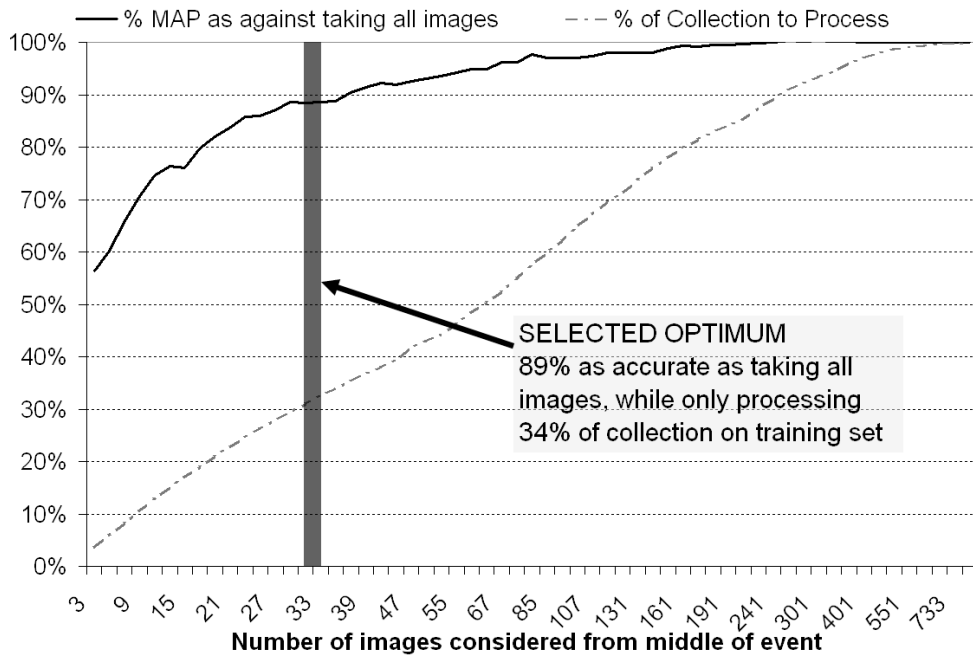 % MAP as against taking all images
% of Collection to Process
100%
90%
80%
70%
60%
50%
40%
30%
20%
10%
0%
SELECTED OPTIMUM
89% as accurate as taking all
images, while only processing
34% of collection on training set
3 9 15 21 27 33 39 47 55 67 85 107 131 161 191 241 301 401 551 733
Number of images considered from middle of event